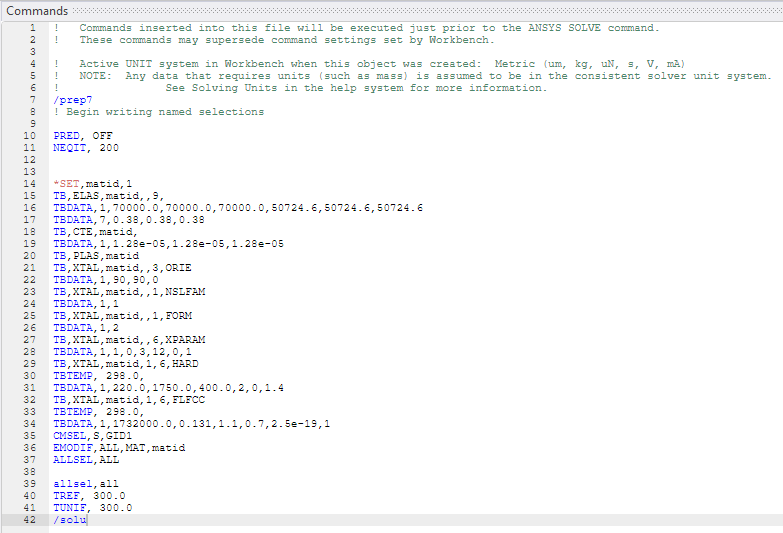 Commands
1 ! Commands inserted into this file will be executed just prior to the ANSYS SOLVE command.
2 ! These commands may supersede command settings set by Workbench.
3
4 ! Active UNIT system in Workbench when this object was created: Metric (um, kg, uN, s, V, mA)
5 ! NOTE: Any data that requires units (such as mass) is assumed to be in the consistent solver unit system.
6 ! See Solving Units in the help system for more information.
7 /prep7
8 ! Begin writing named selections
9
10 PRED, OFF
11 NEQIT, 200
12
13
14 *SET,matid,1
15 TB,ELAS,matid,,9,
16 TBDATA,1,70000.0,70000.0,70000.0,50724.6,50724.6,50724.6
17 TBDATA,7,0.38,0.38,0.38
18 TB,CTE,matid,
19 TBDATA,1,1.28e-05,1.28e-05,1.28e-05
20 TB,PLAS,matid
21 TB,XTAL,matid,,3,ORIE
22 TBDATA,1,90,90,0
23 TB,XTAL,matid,,1,NSLFAM
24 TBDATA,1,1
25 TB,XTAL,matid,,1,FORM
26 TBDATA,1,2
27 TB,XTAL,matid,,6,XPARAM
28 TBDATA,1,1,0,3,12,0,1
29 TB,XTAL,matid,1,6,HARD
30 TBTEMP, 298.0,
31 TBDATA,1,220.0,1750.0,400.0,2,0,1.4
32 TB,XTAL,matid,1,6,FLFCC
33 TBTEMP, 298.0,
34 TBDATA,1,1732000.0,0.131,1.1,0.7,2.5e-19,1
35 CMSEL,S,GID1
36 EMODIF,ALL,MAT,matid
37 ALLSEL,ALL
38
39 allsel,all
40 TREF, 300.0
41 TUNIF, 300.0
42 /solu